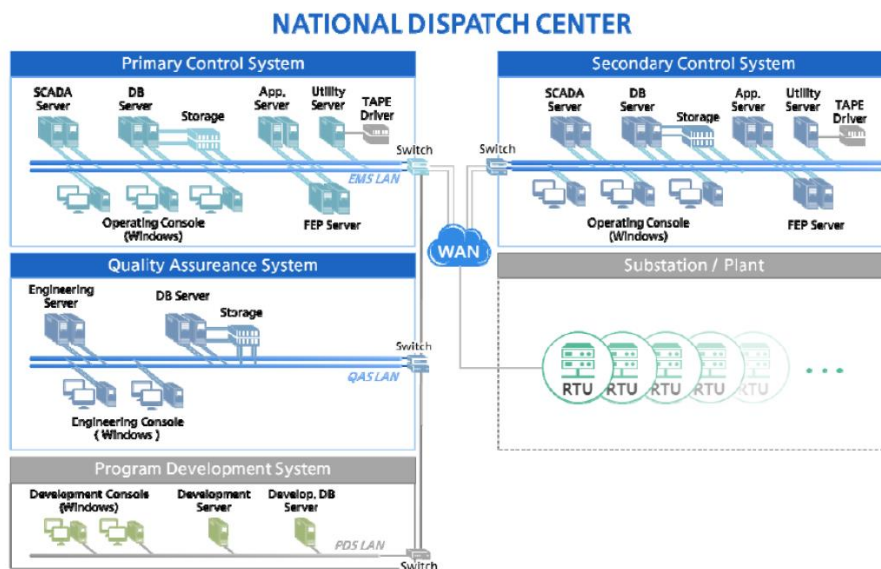 NATIONAL DISPATCH CENTER
Primary Control System
SCADA
Server
DB
Server
Storage
App.
Server
Utility
Server
TAPE
Driver
Switch
EMS LAN
Operating Console
(Windows)
FEP Server
Secondary Control System
SCADA
Server
DB
Server
Storage
App.
Server
Utility
Server
TAPE
Driver
Switch
Operating Console
(Windows)
FEP Server
WAN
Quality Assureance System
Engineering
Server
DB Server
Storage
Switch
QAS LAN
Engineering Console
( Windows )
Substation / Plant
RTU
RTU
RTU
RTU
RTU
Program Development System
Development Console
(Windows)
Development
Server
Develop. DB
Server
PDS LAN
Switch